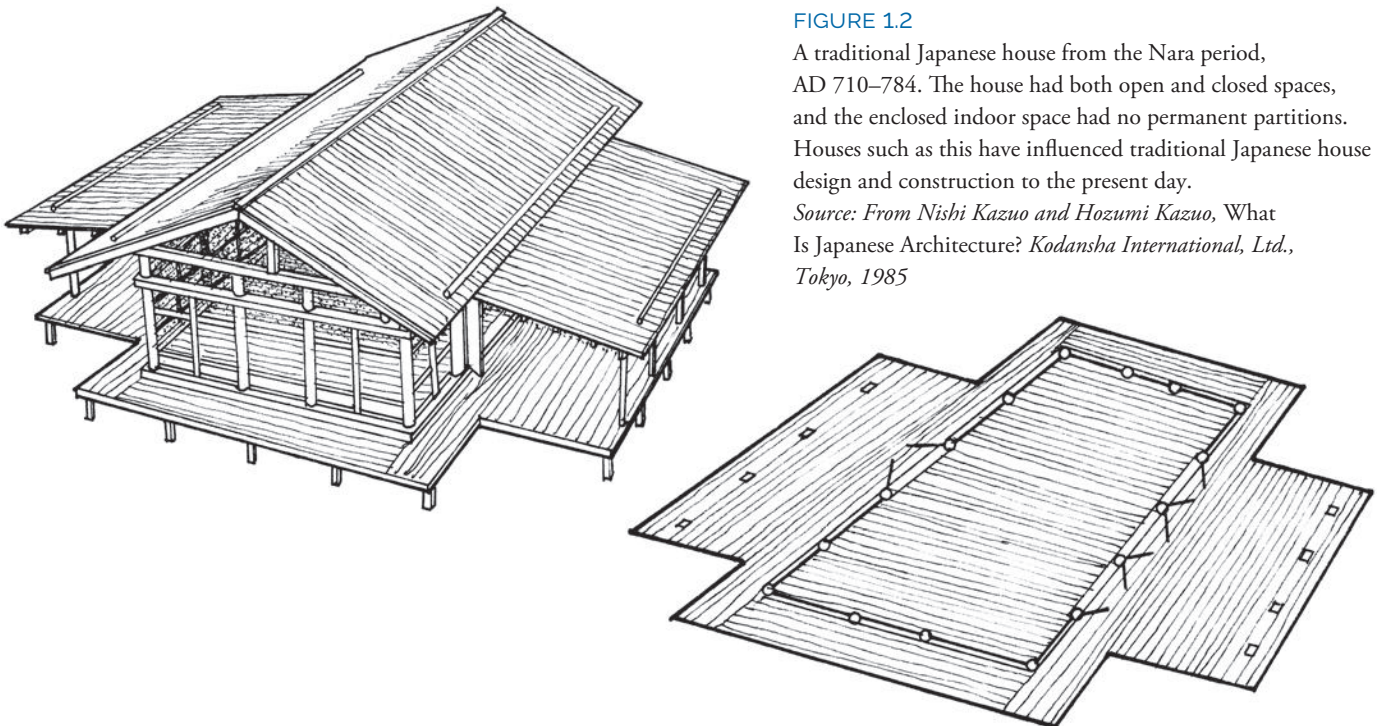 FIGURE 1.2
A traditional Japanese house from the Nara period,
AD 710–784. The house had both open and closed spaces,
and the enclosed indoor space had no permanent partitions.
Houses such as this have influenced traditional Japanese house
design and construction to the present day.
Source: From Nishi Kazuo and Hozumi Kazuo, What
Is Japanese Architecture? Kodansha International, Ltd.,
Tokyo, 1985